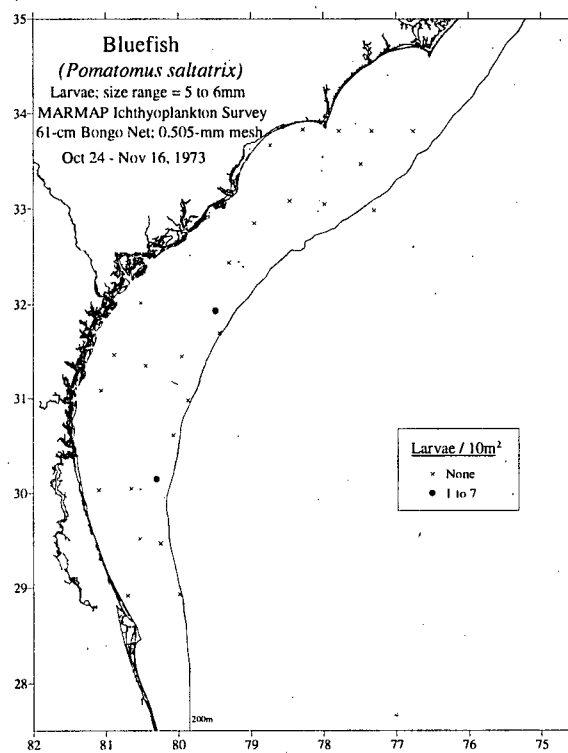 Bluefish
(Pomatomus saltatrix)
Larvae; size range = 5 to 6mm
MARMAP Ichthyoplankton Survey
61-cm Bongo Net; 0.505-mm mesh
Oct 24 - Nov 16, 1973
35
34
33
32
31
30
29
28
Larvae / 10m²
× None
● 1 to 7
200m
82 81 80 79 78 77 76 75